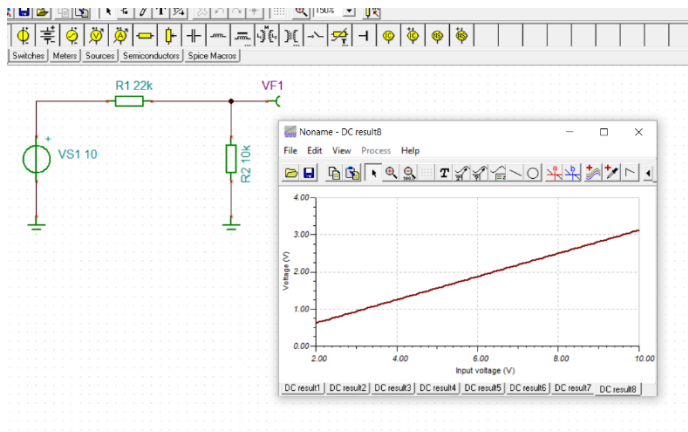 150%
Switches Meters Sources Semiconductors Spice Macros
R1 22k
VF1
VS1 10
R2 10k
Noname - DC result8
File Edit View Process Help
4.00
3.00
2.00
1.00
0.00
Voltage (V)
2.00 4.00 6.00 8.00 10.00
Input voltage (V)
DC result1 DC result2 DC result3 DC result4 DC result5 DC result6 DC result7 DC result8